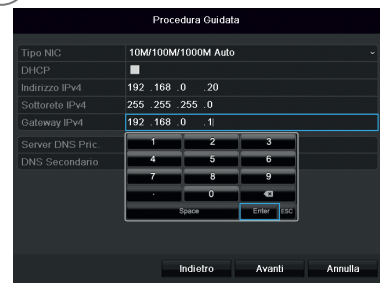 Procedura Guidata
Tipo NIC 10M/100M/1000M Auto
DHCP
Indirizzo IPv4 192 .168 .0 .20
Sottorete IPv4 255 .255 .255 .0
Gateway IPv4 192 .168 .0 .1
Server DNS Pric.
DNS Secondario
1 2 3
4 5 6
7 8 9
. 0
Space Enter ESC
Indietro Avanti Annulla